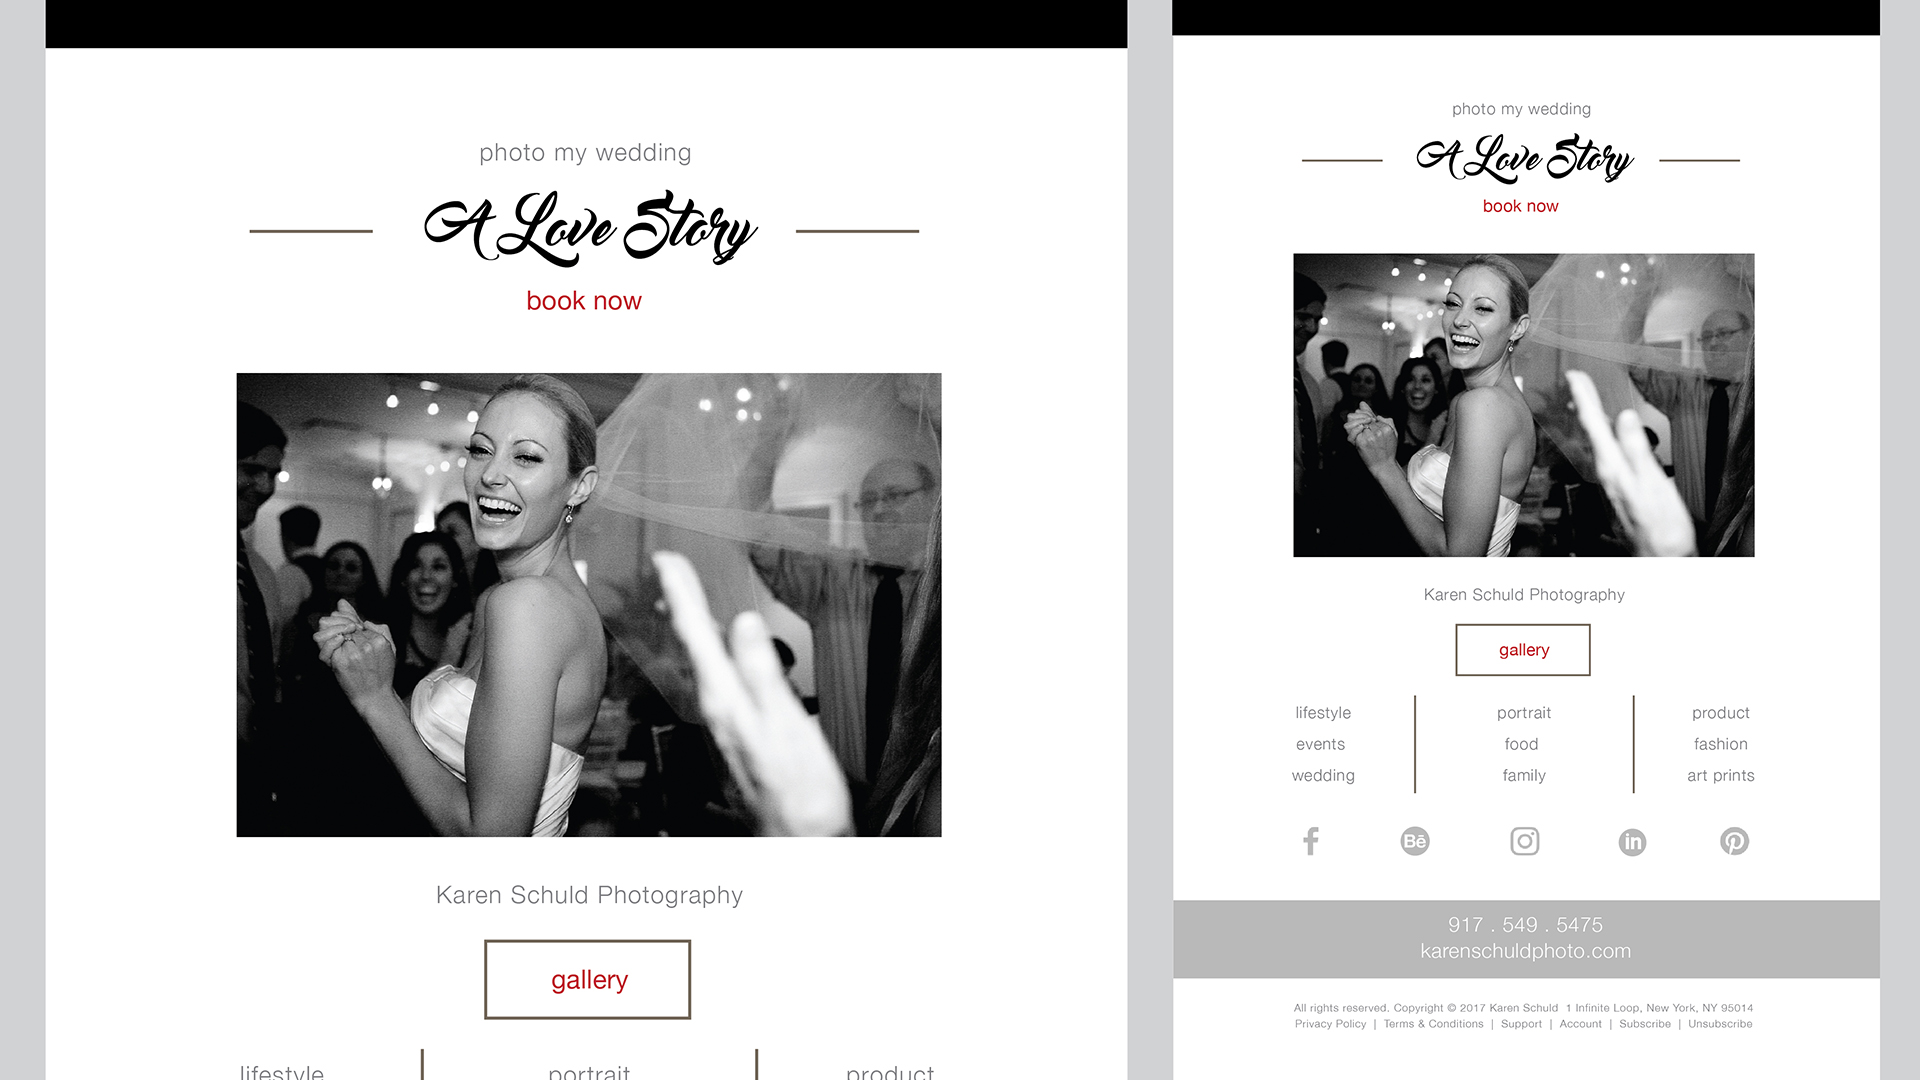 photo my wedding
A Love Story
book now
Karen Schuld Photography
gallery
lifestyle portrait product
photo my wedding
A Love Story
book now
Karen Schuld Photography
gallery
lifestyle portrait product
events food fashion
wedding family art prints
Bē in
917 . 549 . 5475
karenschuldphoto.com
All rights reserved. Copyright © 2017 Karen Schuld 1 Infinite Loop, New York, NY 95014
Privacy Policy | Terms & Conditions | Support | Account | Subscribe | Unsubscribe